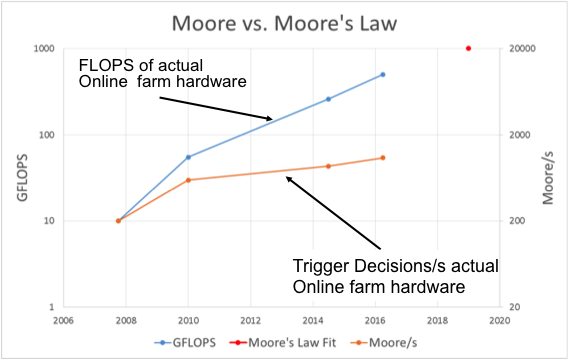 Moore vs. Moore's Law
FLOPS of actual
Online farm hardware
1000
100
10
1
GFLOPS
20000
2000
200
20
Moore/s
Trigger Decisions/s actual
Online farm hardware
2006 2008 2010 2012 2014 2016 2018 2020
GFLOPS Moore's Law Fit Moore/s